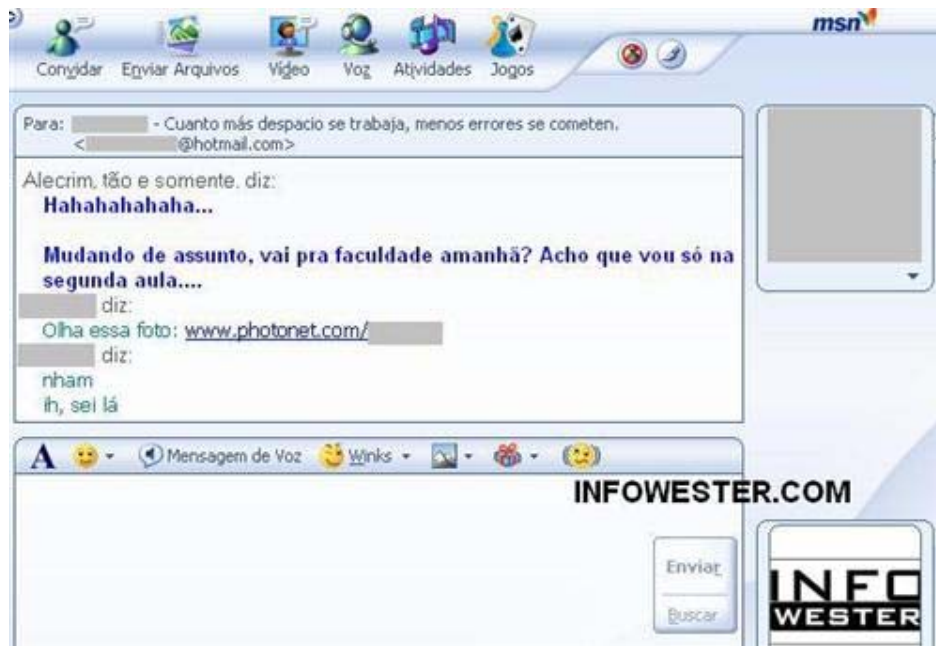 msn
Convidar Enviar Arquivos Vídeo Voz Atividades Jogos
Para: - Cuanto más despacio se trabaja, menos errores se cometen.
< @hotmail.com>
Alecrim, tão e somente. diz:
Hahahahahaha...
Mudando de assunto, vai pra faculdade amanhã? Acho que vou só na
segunda aula....
diz:
Olha essa foto: www.photonet.com/
diz:
nham
ih, sei lá
A Mensagem de Voz Winks
INFOWESTER.COM
Enviar
Buscar
INFO
WESTER